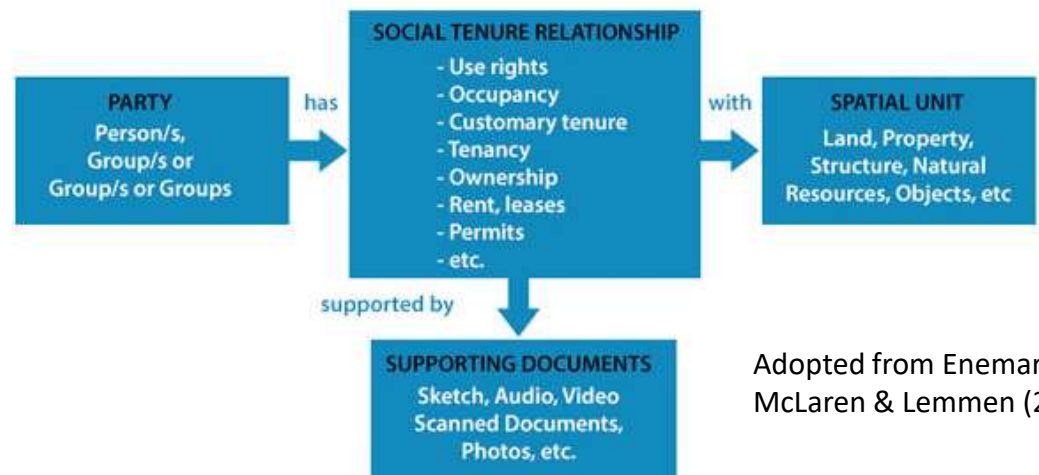 SOCIAL TENURE RELATIONSHIP
- Use rights
- Occupancy
- Customary tenure
- Tenancy
- Ownership
- Rent, leases
- Permits
- etc.
PARTY
Person/s,
Group/s or
Group/s or Groups
has
with
SPATIAL UNIT
Land, Property,
Structure, Natural
Resources, Objects, etc
supported by
SUPPORTING DOCUMENTS
Sketch, Audio, Video
Scanned Documents,
Photos, etc.
Adopted from
McLaren & Lemmen